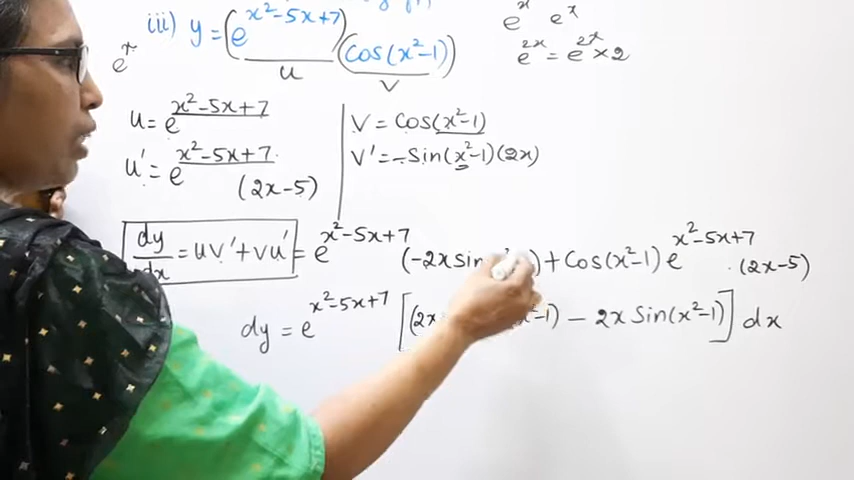 iii) y = (e^{x²-5x+7}) (Cos(x²-1))
u v
e^x
e^x e^x
e^{2x} = e^{2x} × 2
u = e^{x²-5x+7}
u' = e^{x²-5x+7} (2x-5)
v = Cos(x²-1)
v' = -Sin(x²-1)(2x)
dy/dx = uv' + vu' = e^{x²-5x+7} (-2x sin ) + Cos(x²-1) e^{x²-5x+7} . (2x-5)
dy = e^{x²-5x+7} [(2x -1) - 2x Sin(x²-1)] dx